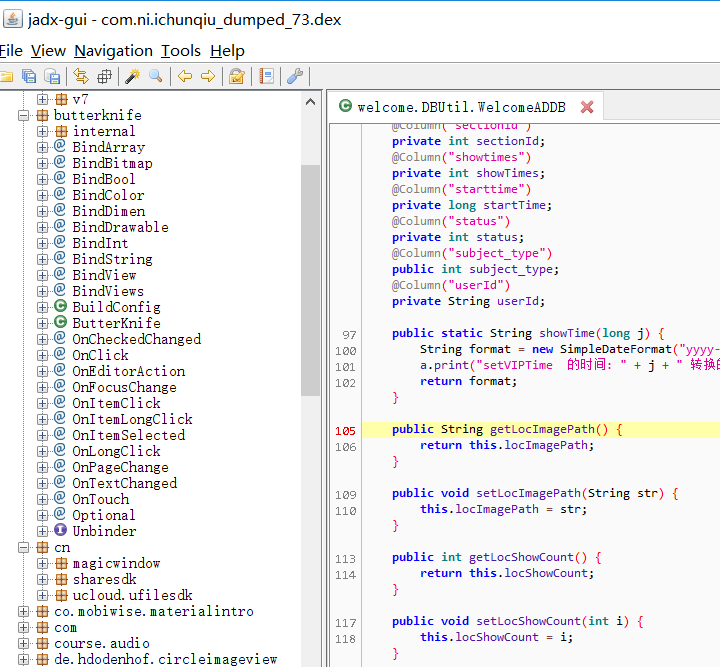 jadx-gui - com.ni.ichunqiu_dumped_73.dex
File View Navigation Tools Help
v7
butterknife
internal
BindArray
BindBitmap
BindBool
BindColor
BindDimen
BindDrawable
BindInt
BindString
BindView
BindViews
BuildConfig
ButterKnife
OnCheckedChanged
OnClick
OnEditorAction
OnFocusChange
OnItemClick
OnItemLongClick
OnItemSelected
OnLongClick
OnPageChange
OnTextChanged
OnTouch
Optional
Unbinder
cn
magicwindow
sharesdk
ucloud.ufilesdk
co.mobiwise.materialintro
com
course.audio
de.hdodenhof.circleimageview
welcome.DBUtil.WelcomeADDB
@Column("sectionId")
private int sectionId;
@Column("showtimes")
private int showTimes;
@Column("starttime")
private long startTime;
@Column("status")
private int status;
@Column("subject_type")
public int subject_type;
@Column("userId")
private String userId;
97 public static String showTime(long j) {
100 String format = new SimpleDateFormat("yyyy-
101 a.print("setVIPTime 的时间: " + j + " 转换的
102 return format;
}
105 public String getLocImagePath() {
106 return this.locImagePath;
}
109 public void setLocImagePath(String str) {
110 this.locImagePath = str;
}
113 public int getLocShowCount() {
114 return this.locShowCount;
}
117 public void setLocShowCount(int i) {
118 this.locShowCount = i;
}